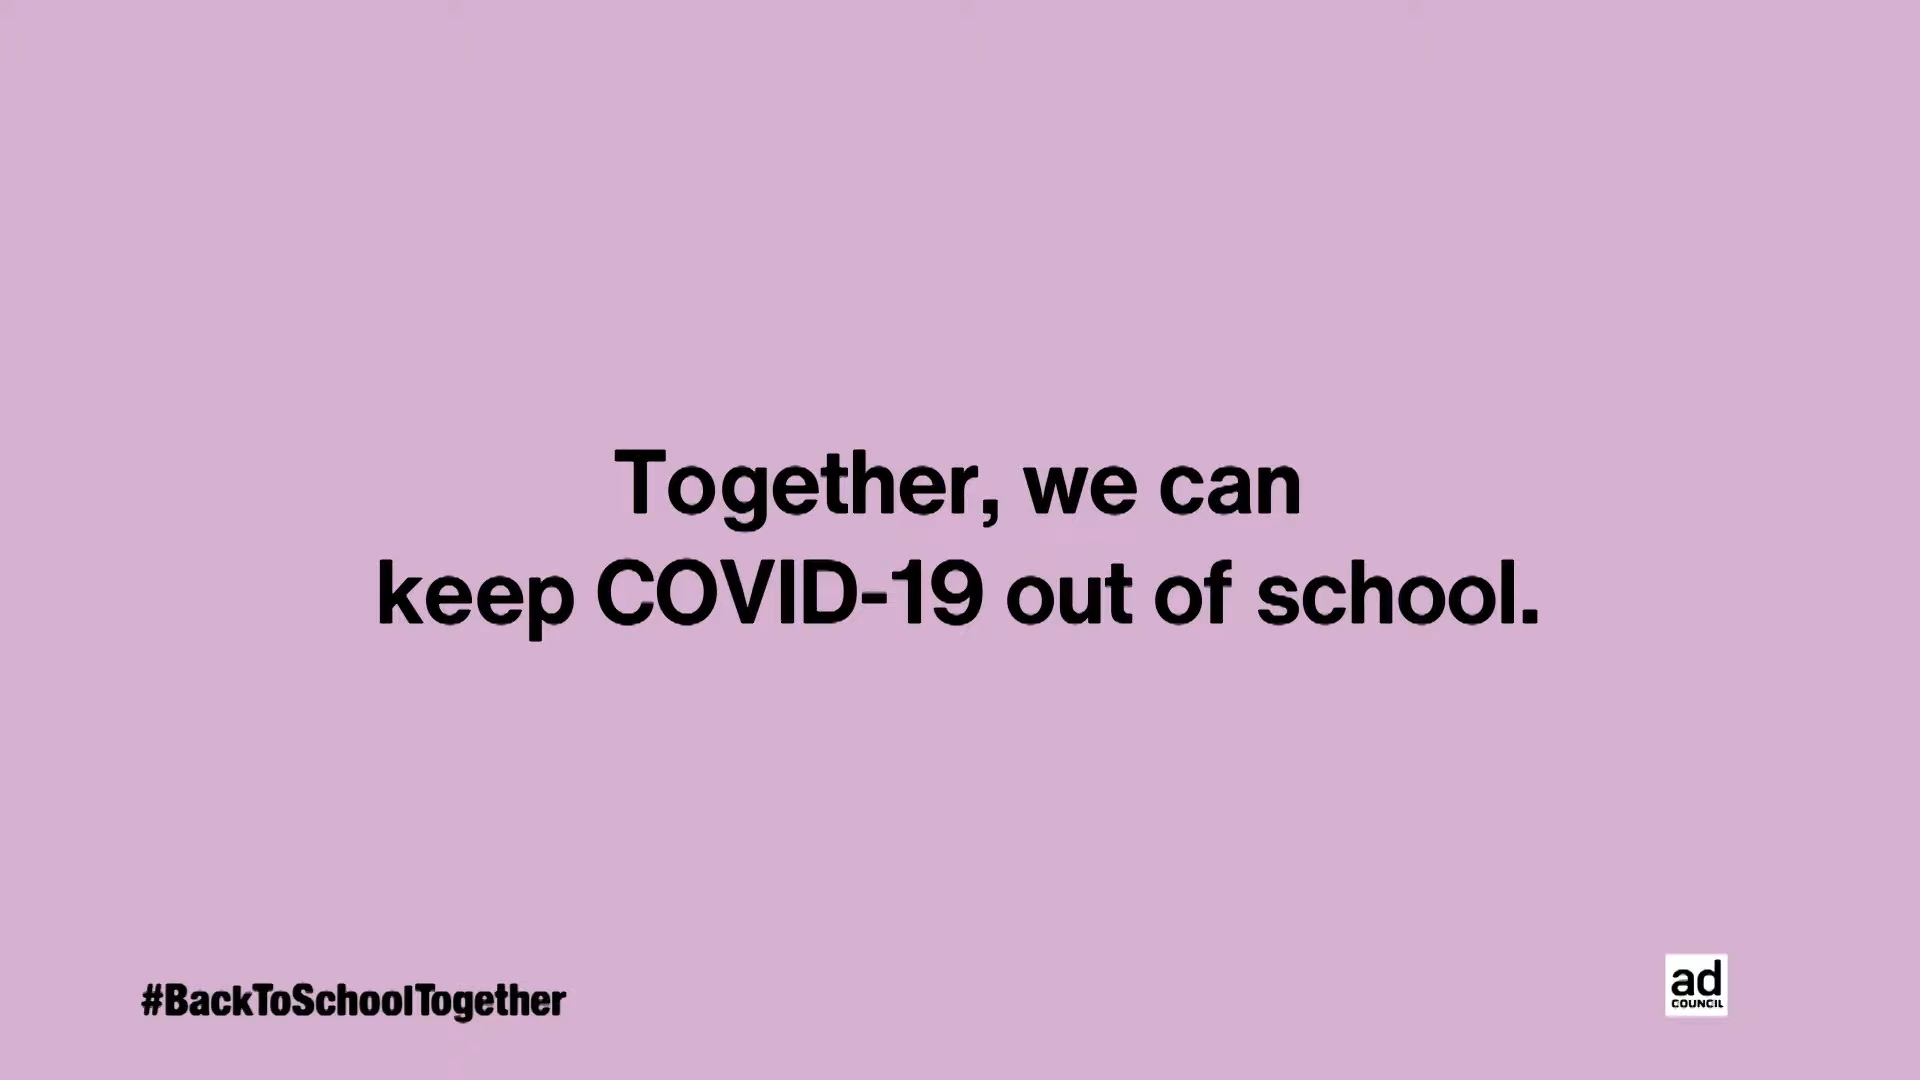 Together, we can
keep COVID-19 out of school.
#BackToSchoolTogether
ad
COUNCIL